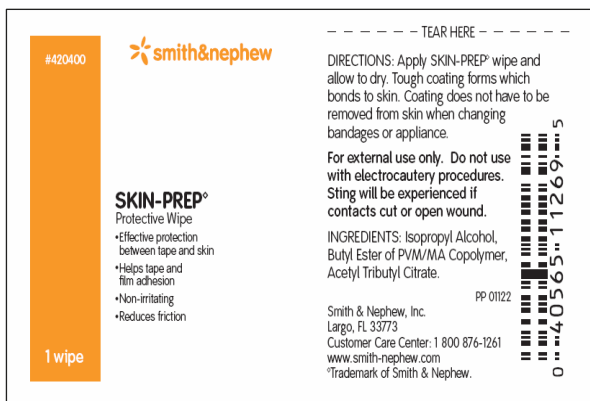 #420400
smith&nephew
SKIN-PREP◊
Protective Wipe
•Effective protection
between tape and skin
•Helps tape and
film adhesion
•Non-irritating
•Reduces friction
1 wipe
– – – – – – TEAR HERE – – – – – –
DIRECTIONS: Apply SKIN-PREP◊ wipe and
allow to dry. Tough coating forms which
bonds to skin. Coating does not have to be
removed from skin when changing
bandages or appliance.
For external use only. Do not use
with electrocautery procedures.
Sting will be experienced if
contacts cut or open wound.
INGREDIENTS: Isopropyl Alcohol,
Butyl Ester of PVM/MA Copolymer,
Acetyl Tributyl Citrate.
PP 01122
Smith & Nephew, Inc.
Largo, FL 33773
Customer Care Center: 1 800 876-1261
www.smith-nephew.com
◊Trademark of Smith & Nephew.
0 40565 11269 5